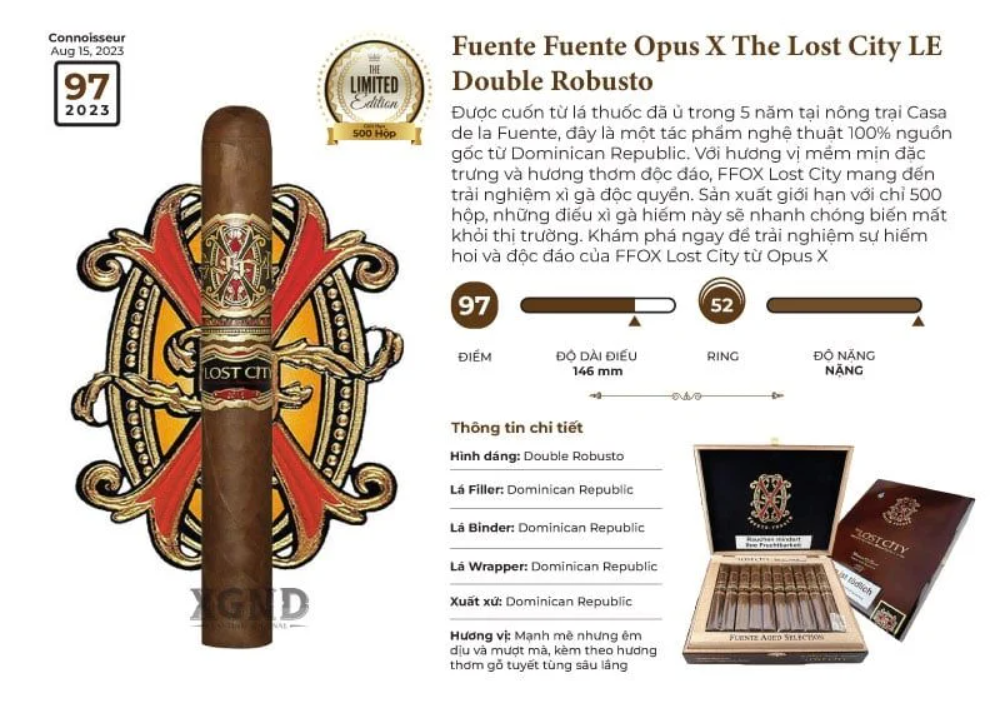 Connoisseur
Aug 15, 2023
97
2023
THE
LIMITED
Edition
500 Hộp
Fuente Fuente Opus X The Lost City LE
Double Robusto
Được cuốn từ lá thuốc đã ủ trong 5 năm tại nông trại Casa
de la Fuente, đây là một tác phẩm nghệ thuật 100% nguồn
gốc từ Dominican Republic. Với hương vị mềm mịn đặc
trưng và hương thơm độc đáo, FFOX Lost City mang đến
trải nghiệm xì gà độc quyền. Sản xuất giới hạn với chỉ 500
hộp, những điếu xì gà hiếm này sẽ nhanh chóng biến mất
khỏi thị trường. Khám phá ngay để trải nghiệm sự hiếm
hoi và độc đáo của FFOX Lost City từ Opus X
97
52
ĐIỂM
ĐỘ DÀI ĐIẾU
146 mm
RING
ĐỘ NẶNG
NẶNG
LOST CITY
Thông tin chi tiết
Hình dáng: Double Robusto
Lá Filler: Dominican Republic
Lá Binder: Dominican Republic
Lá Wrapper: Dominican Republic
Xuất xứ: Dominican Republic
Hương vị: Mạnh mẽ nhưng êm
dịu và mượt mà, kèm theo hương
thơm gỗ tuyết tùng sâu lắng
FUENTE FUENTE
Rauchen mindert
Ihre Fruchtbarkeit
FUENTE AGED SELECTION
LOST CITY
ist tödlich
XGND